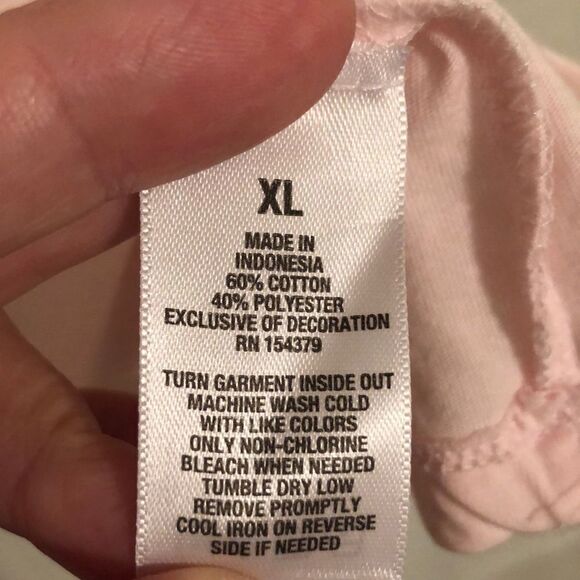 XL
MADE IN
INDONESIA
60% COTTON
40% POLYESTER
EXCLUSIVE OF DECORATION
RN 154379
TURN GARMENT INSIDE OUT
MACHINE WASH COLD
WITH LIKE COLORS
ONLY NON-CHLORINE
BLEACH WHEN NEEDED
TUMBLE DRY LOW
REMOVE PROMPTLY
COOL IRON ON REVERSE
SIDE IF NEEDED